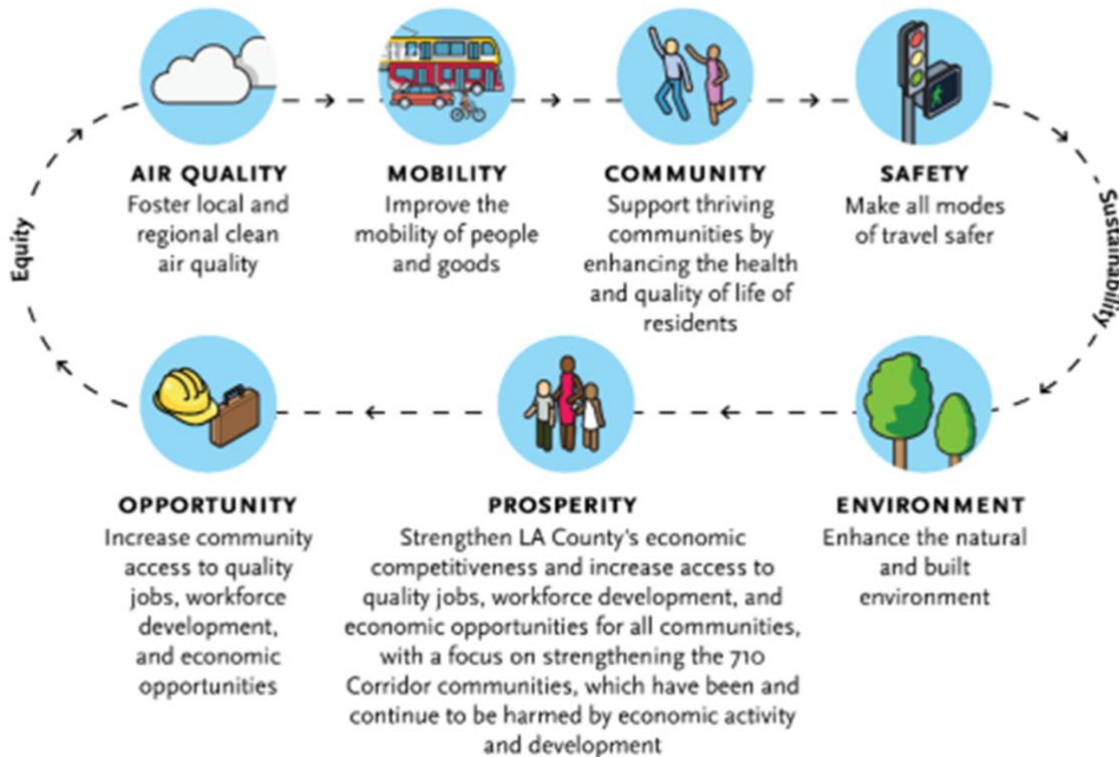 AIR QUALITY
Foster local and
regional clean
air quality
MOBILITY
Improve the
mobility of people
and goods
COMMUNITY
Support thriving
communities by
enhancing the health
and quality of life of
residents
SAFETY
Make all modes
of travel safer
Sustainability
ENVIRONMENT
Enhance the natural
and built
environment
PROSPERITY
Strengthen LA County's economic
competitiveness and increase access to
quality jobs, workforce development, and
economic opportunities for all communities,
with a focus on strengthening the 710
Corridor communities, which have been and
continue to be harmed by economic activity
and development
OPPORTUNITY
Increase community
access to quality
jobs, workforce
development,
and economic
opportunities
Equity